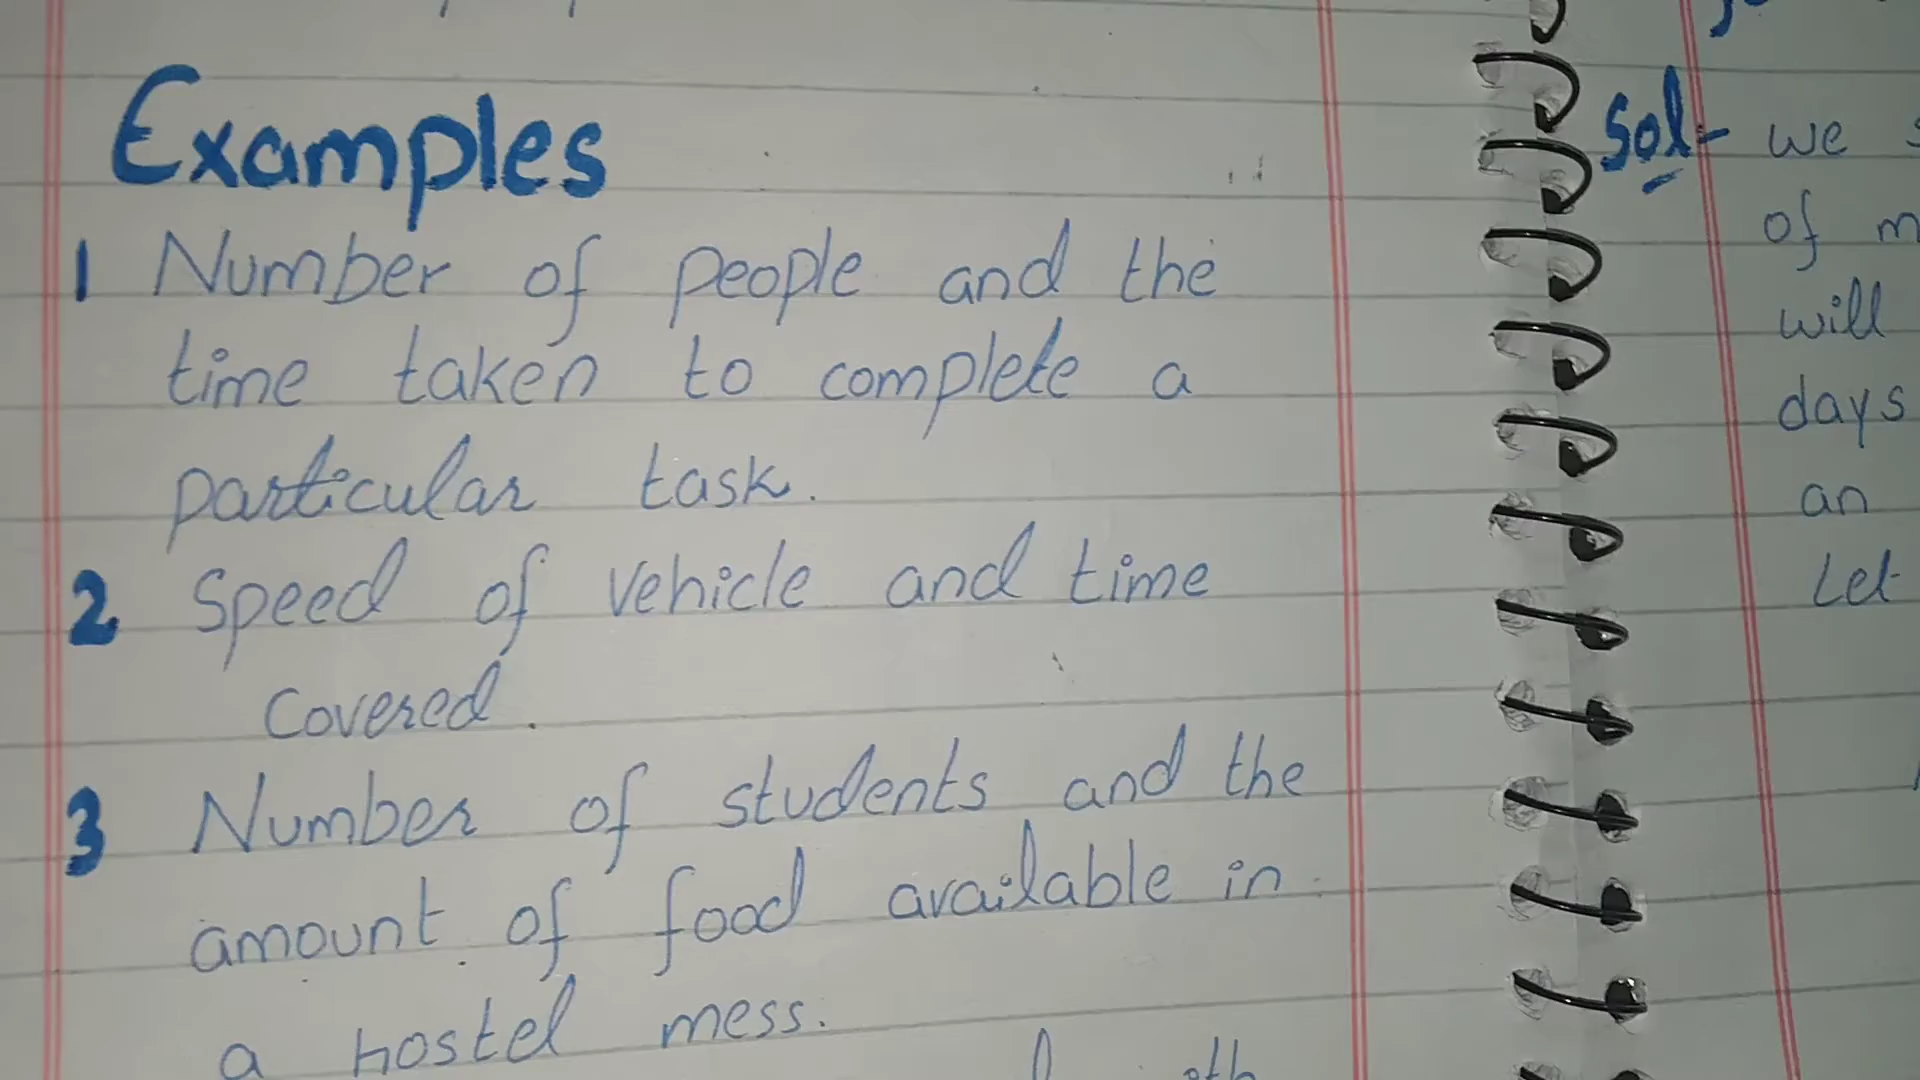 Examples
1 Number of people and the
time taken to complete a
particular task.
2 Speed of vehicle and time
covered.
3 Number of students and the
amount of food available in
a hostel mess.
Sol- we
of
will
days
an
Let